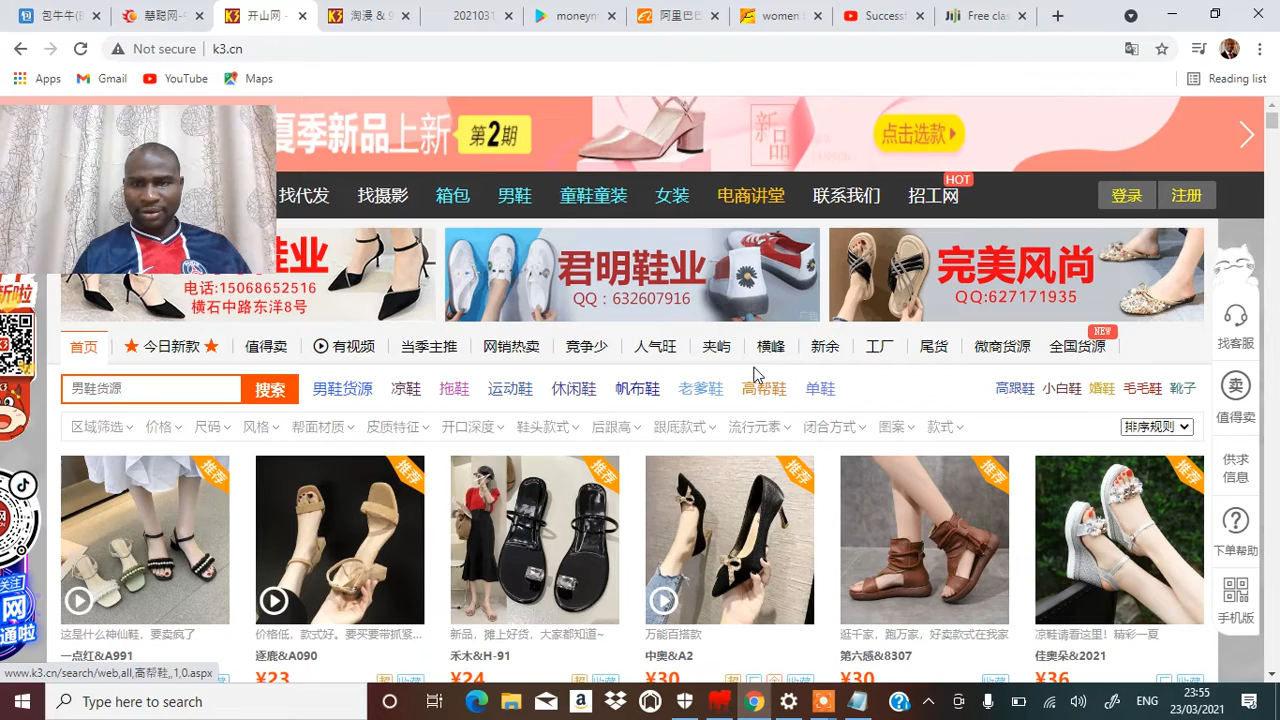 包牛牛(
慧聪网-
开山网 -
淘漫 & 9
2021031
moneym
阿里巴巴
women
Successf
Jiji Free clas
Not secure k3.cn
Apps Gmail YouTube Maps Reading list
夏季新品上新 第2期 新品 点击选款
找代发 找摄影 箱包 男鞋 童鞋童装 女装 电商讲堂 联系我们 招工网 HOT 登录 注册
鞋业
电话:15068652516
横石中路东洋8号
君明鞋业
QQ：632607916
广告
完美风尚
QQ:627171935
找客服
首页 ★ 今日新款 ★ 值得卖 有视频 当季主推 网销热卖 竞争少 人气旺 夹屿 横峰 新余 工厂 尾货 微商货源 全国货源 NEW
男鞋货源 搜索 男鞋货源 凉鞋 拖鞋 运动鞋 休闲鞋 帆布鞋 老爹鞋 高帮鞋 单鞋 高跟鞋 小白鞋 婚鞋 毛毛鞋 靴子
卖
值得卖
区域筛选 价格 尺码 风格 帮面材质 皮质特征 开口深度 鞋头款式 后跟高 跟底款式 流行元素 闭合方式 图案 款式 排序规则
供求
信息
下单帮助
手机版
推荐 推荐 推荐 推荐 推荐 推荐
这是什么神仙鞋，要卖疯了 价格低，款式好。要买要带抓紧... 新品，摊上好货，大家都知道~ 万能百搭款 逛千家，跑万家，好卖款式在我家 凉鞋请看这里！精彩一夏
一点红&A991 逐鹿&A090 禾木&H-91 中奥&A2 第六感&8307 佳奥朵&2021
¥23 ¥24 ¥30 ¥30 ¥36
新啦
关注
网
通啦
www.k3.cn/search/web,all,高帮鞋,,1,0.aspx
Type here to search
ENG
23:55
23/03/2021